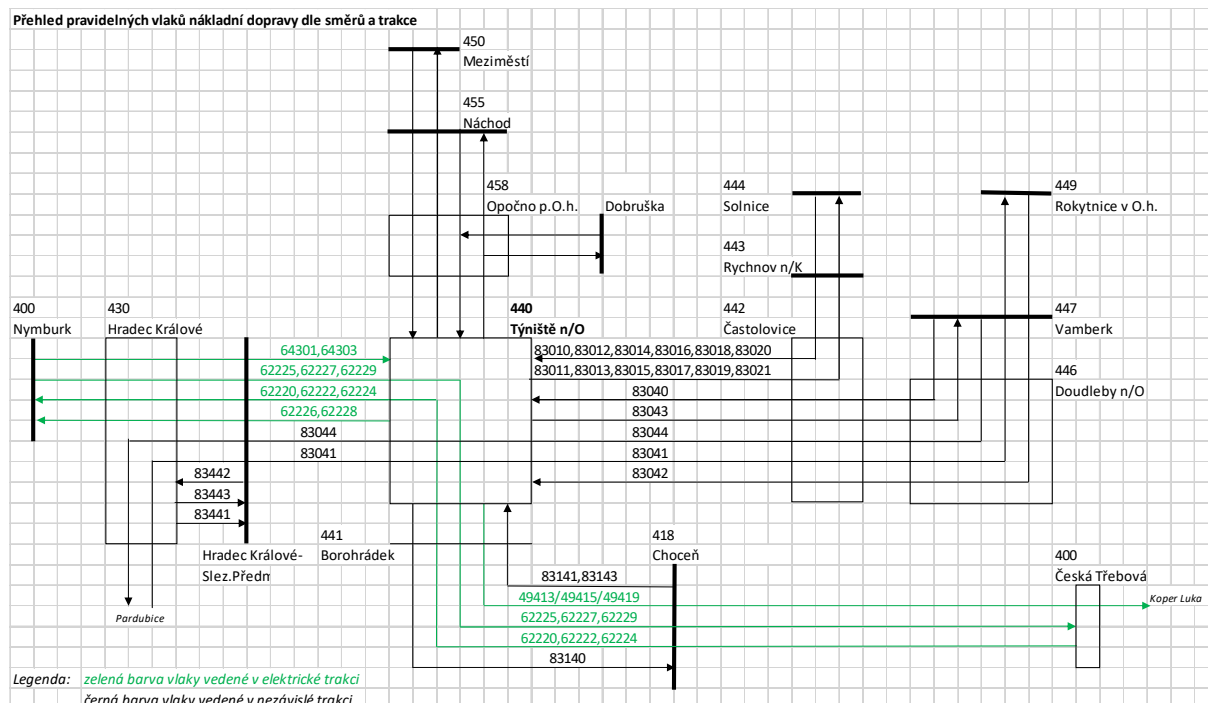 Přehled pravidelných vlaků nákladní dopravy dle směrů a trakce
450
Meziměstí
455
Náchod
458
Opočno p.O.h.
Dobruška
444
Solnice
449
Rokytnice v O.h.
443
Rychnov n/K
400
Nymburk
430
Hradec Králové
440
Týniště n/O
442
Častolovice
447
Vamberk
446
Doudleby n/O
64301,64303
62225,62227,62229
62220,62222,62224
62226,62228
83044
83041
83442
83443
83441
83010,83012,83014,83016,83018,83020
83011,83013,83015,83017,83019,83021
83040
83043
83044
83041
83042
Hradec Králové-
Slez.Předm
441
Borohrádek
418
Choceň
400
Česká Třebová
83141,83143
49413/49415/49419
62225,62227,62229
62220,62222,62224
83140
Koper Luka
Pardubice
Legenda: zelená barva vlaky vedené v elektrické trakci
černá barva vlaky vedené v nezávislé trakci